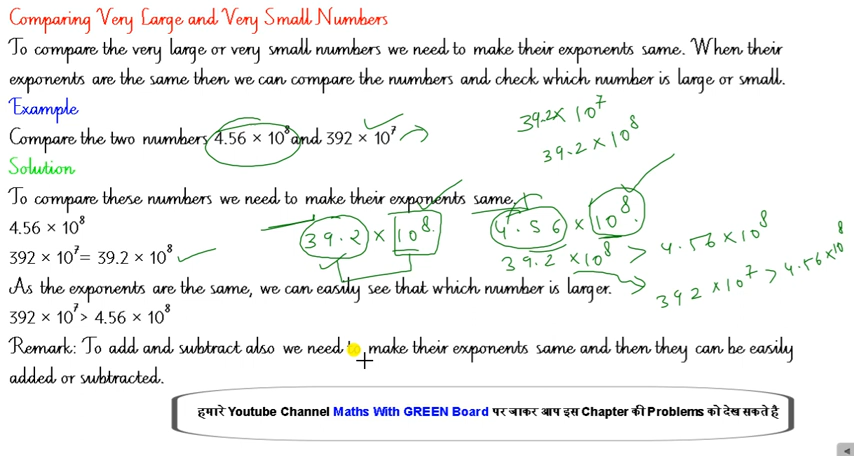 Comparing Very Large and Very Small Numbers
To compare the very large or very small numbers we need to make their exponents same. When their
exponents are the same then we can compare the numbers and check which number is large or small.
Example
39.2 × 10⁷
Compare the two numbers 4.56 × 10⁸ and 392 × 10⁷
39.2 × 10⁸
Solution
To compare these numbers we need to make their exponents same.
4.56 × 10⁸
39.2 × 10⁸. 4.56 × 10⁸.
392 × 10⁷ = 39.2 × 10⁸
39.2 × 10⁸ > 4.56 × 10⁸
As the exponents are the same, we can easily see that which number is larger.
392 × 10⁷ > 4.56 × 10⁸
392 × 10⁷ > 4.56 × 10⁸
Remark: To add and subtract also we need to make their exponents same and then they can be easily
added or subtracted.
हमारे Youtube Channel Maths With GREEN Board पर जाकर आप इस Chapter की Problems को देख सकते है